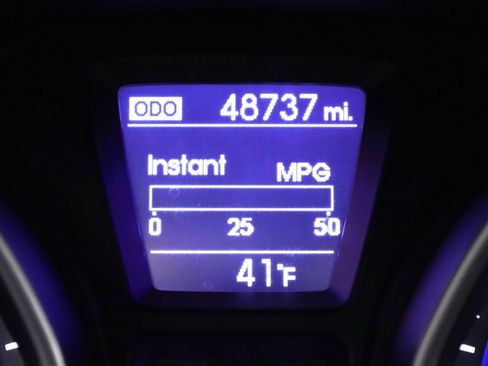 ODO 48737 mi.
Instant MPG
0 25 50
41°F